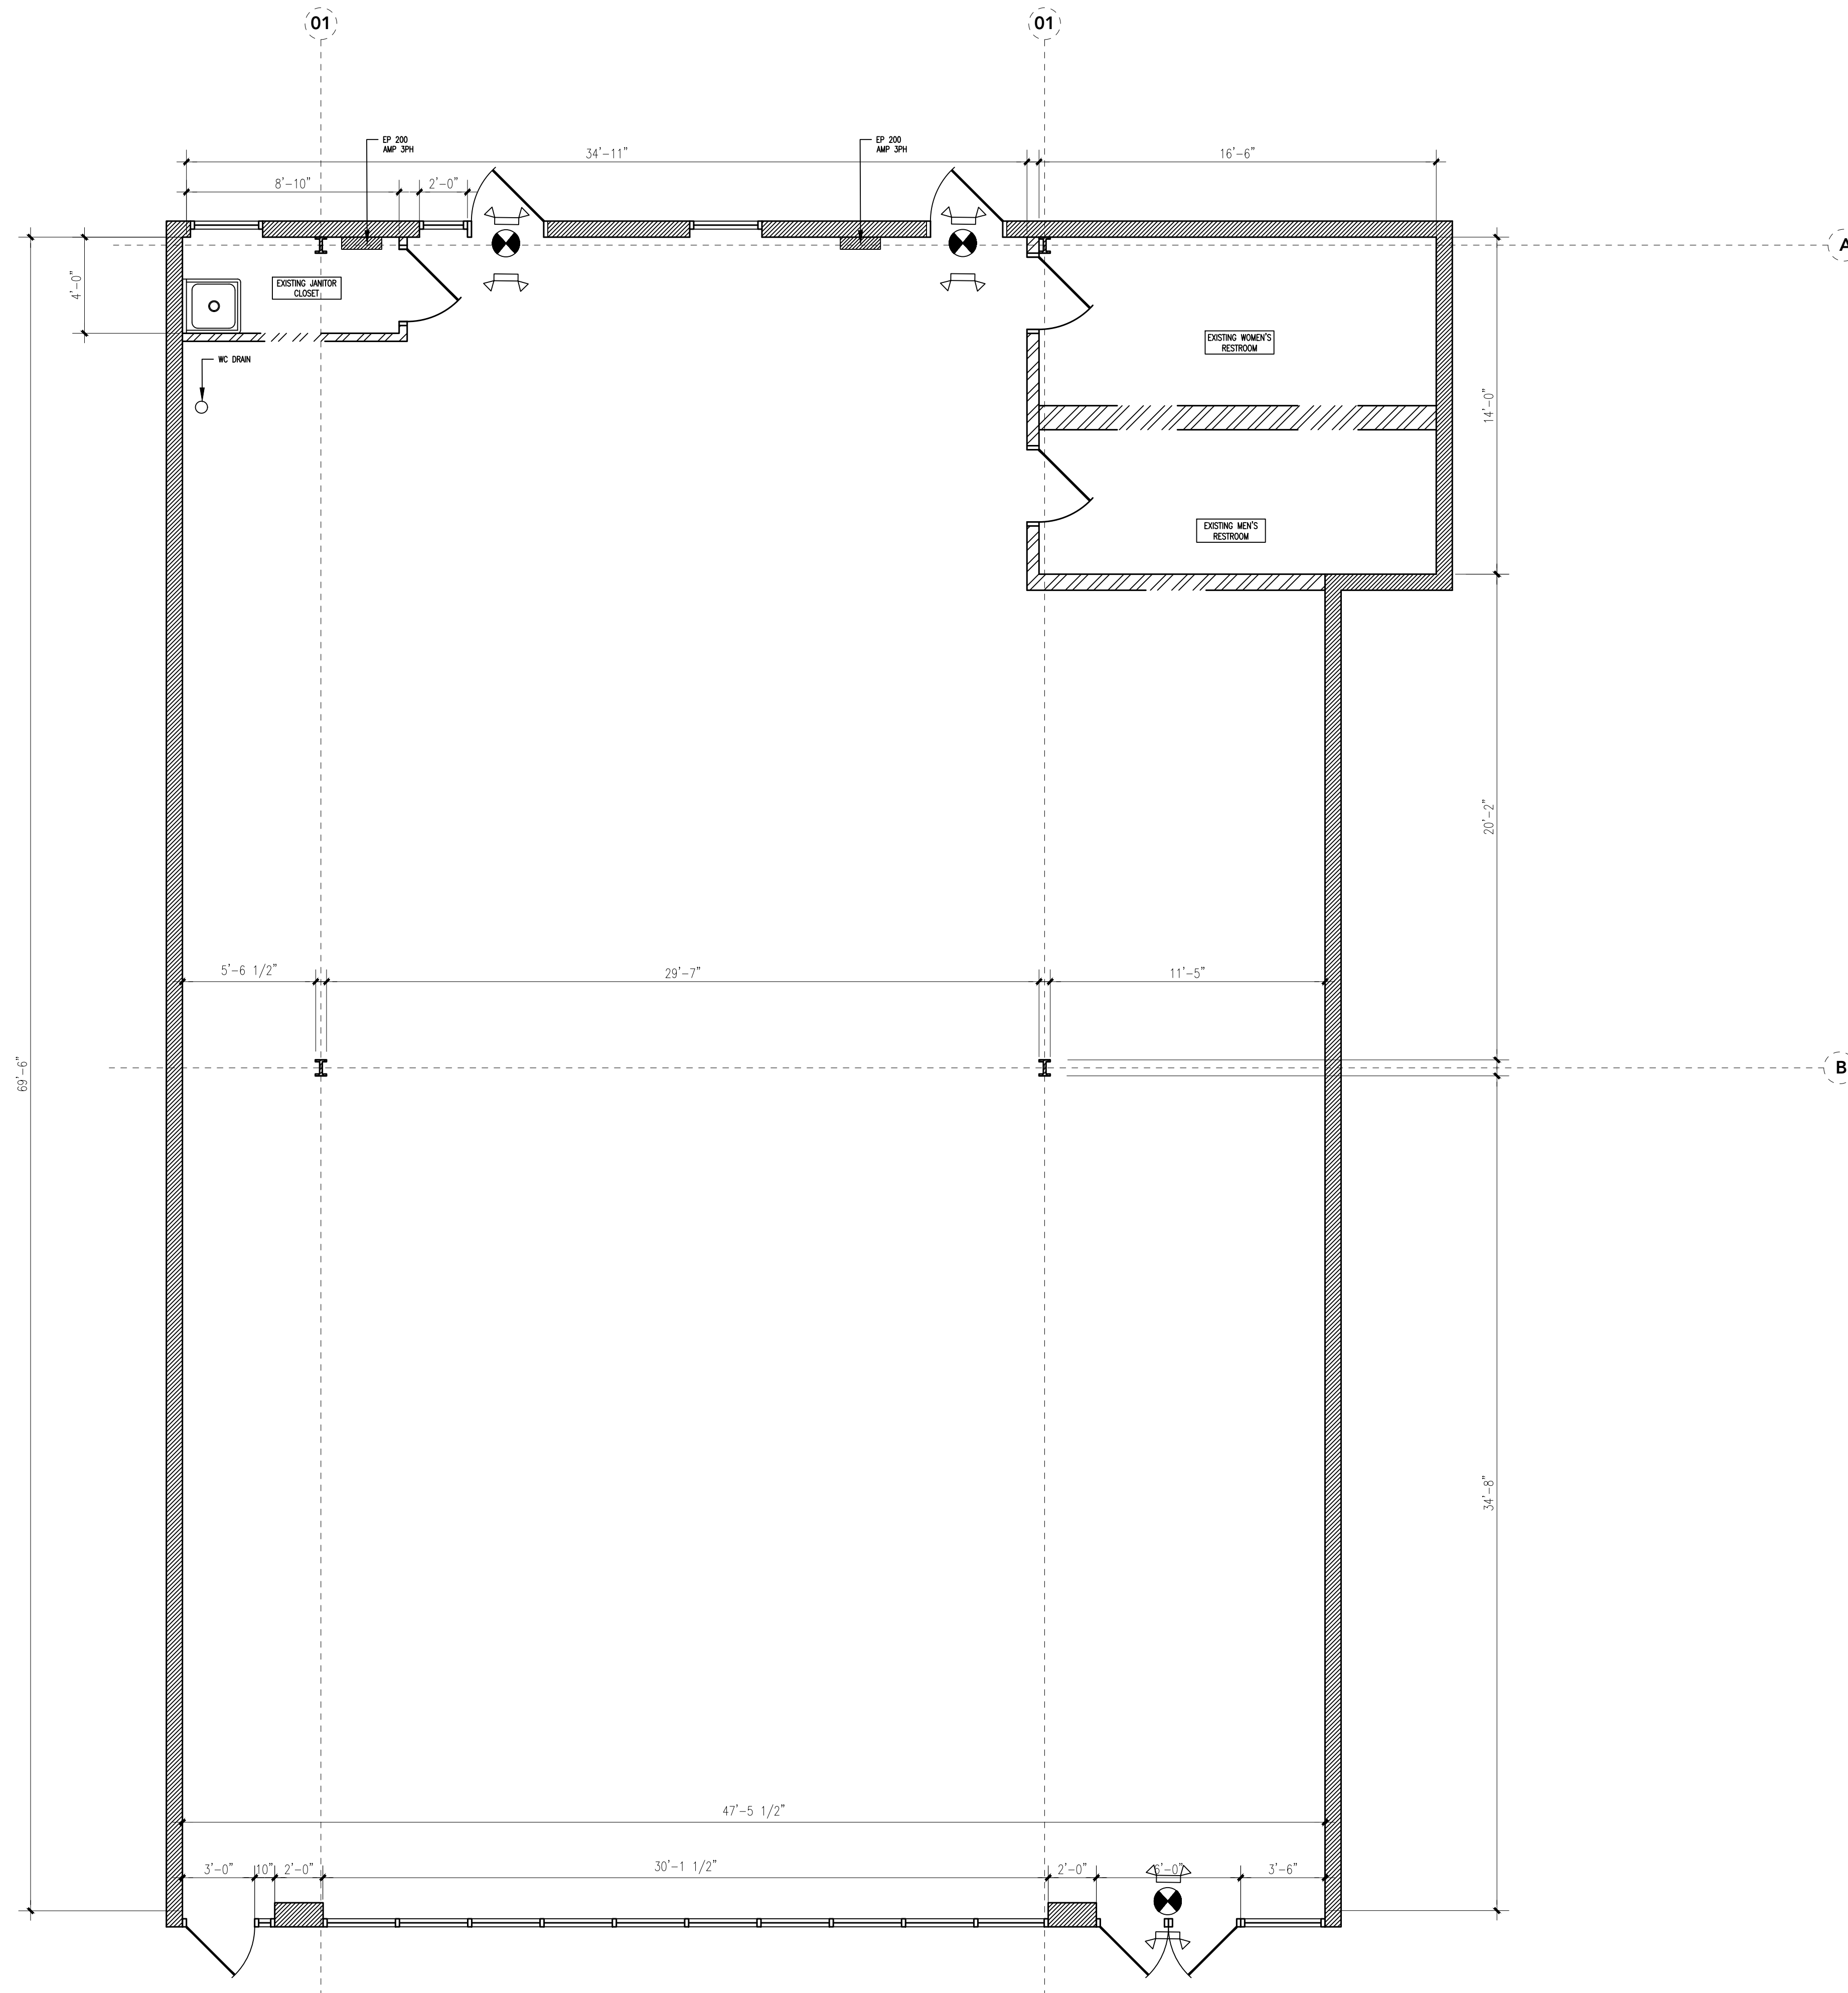 01
01
EP 200
AMP 3PH
EP 200
AMP 3PH
34'-11"
16'-6"
8'-10"
2'-0"
A
4'-0"
EXISTING JANITOR
CLOSET
EXISTING WOMEN'S
RESTROOM
WC DRAIN
14'-0"
EXISTING MEN'S
RESTROOM
20'-2"
5'-6 1/2"
29'-7"
11'-5"
69'-6"
B
34'-8"
47'-5 1/2"
3'-0"
10"
2'-0"
30'-1 1/2"
2'-0"
6'-0"
3'-6"